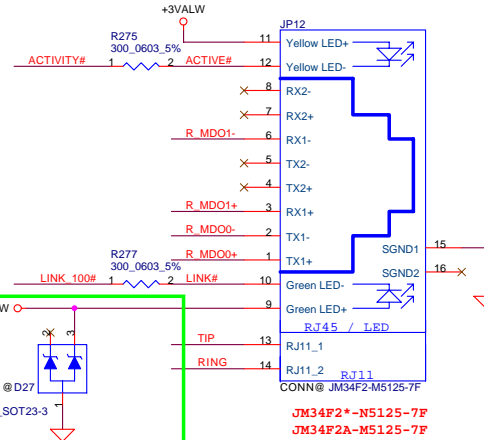 +3VALW
JP12
R275
300_0603_5%
11 Yellow LED+
ACTIVITY# 1 2 ACTIVE# 12 Yellow LED-
8 RX2-
7 RX2+
R_MDO1- 6 RX1-
5 TX2-
4 TX2+
R_MDO1+ 3 RX1+
R_MDO0- 2 TX1-
R_MDO0+ 1 TX1+
SGND1 15
R277
300_0603_5%
SGND2 16
LINK_100# 1 2 LINK# 10 Green LED-
W 9 Green LED+
RJ45 / LED
2 3
TIP 13 RJ11_1
RING 14 RJ11_2
RJ11
@ D27
CONN@ JM34F2-M5125-7F
1
_SOT23-3
JM34F2*-N5125-7F
JM34F2A-M5125-7F